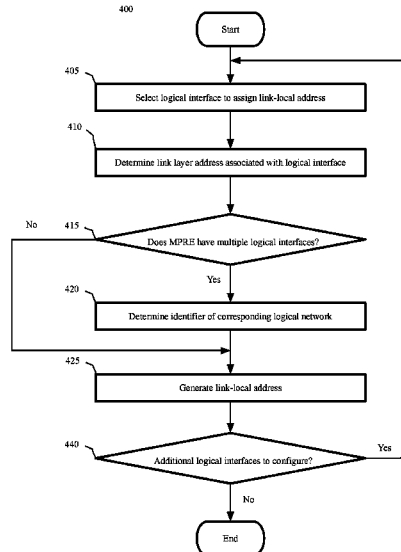 400
Start
405
Select logical interface to assign link-local address
410
Determine link layer address associated with logical interface
415
No
Does MPRE have multiple logical interfaces?
Yes
420
Determine identifier of corresponding logical network
425
Generate link-local address
440
Additional logical interfaces to configure?
Yes
No
End